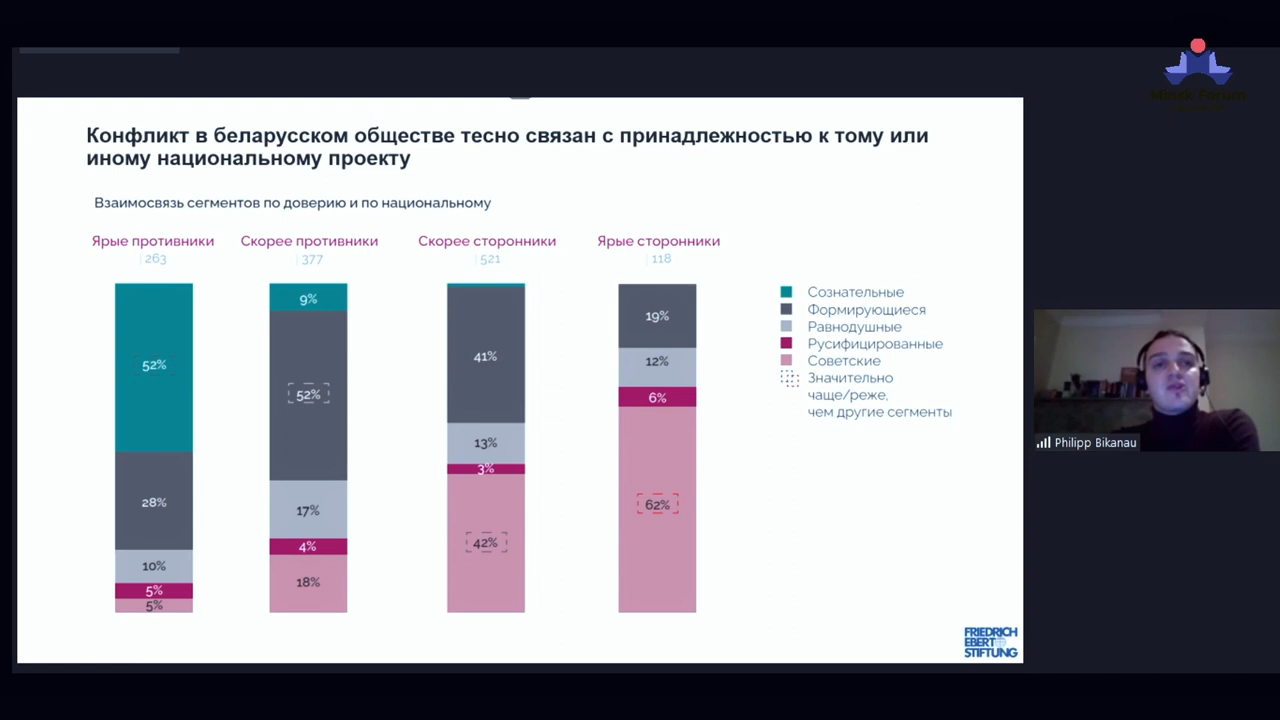 Конфликт в беларусском обществе тесно связан с принадлежностью к тому или
иному национальному проекту
Взаимосвязь сегментов по доверию и по национальному
Ярые противники
263
Скорее противники
377
Скорее сторонники
521
Ярые сторонники
118
52%
28%
10%
5%
5%
9%
52%
17%
4%
18%
41%
13%
3%
42%
19%
12%
6%
62%
Сознательные
Формирующиеся
Равнодушные
Русифицированные
Советские
Значительно
чаще/реже,
чем другие сегменты
FRIEDRICH
EBERT
STIFTUNG
Minsk Forum
Philipp Bikanau